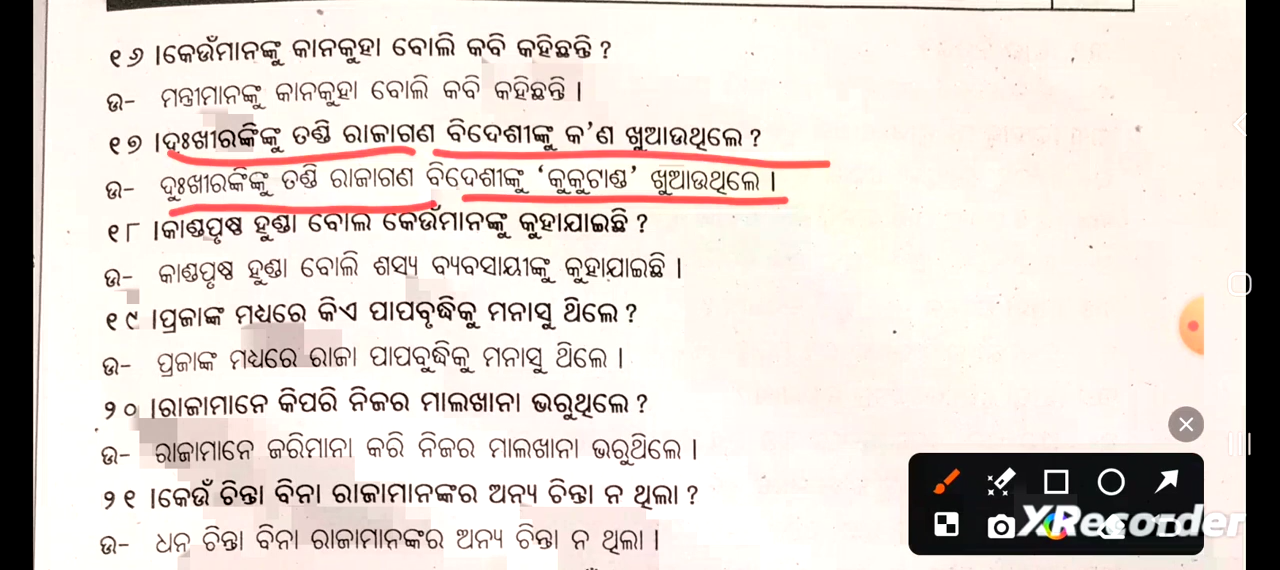 ୧୬ ।କେଉଁମାନଙ୍କୁ କାନକୁହା ବୋଲି କବି କହିଛନ୍ତି ?
ଉ- ମନ୍ତ୍ରୀମାନଙ୍କୁ କାନକୁହା ବୋଲି କବି କହିଛନ୍ତି ।
୧୭ ।ଦୁଃଖୀରଙ୍କିଙ୍କୁ ତଣ୍ଡି ରାଜାଗଣ ବିଦେଶୀଙ୍କୁ କ'ଣ ଖୁଆଉଥିଲେ ?
ଉ- ଦୁଃଖୀରଙ୍କିଙ୍କୁ ତଣ୍ଡି ରାଜାଗଣ ବିଦେଶୀଙ୍କୁ ‘କୁକୁଟାଣ୍ଡ’ ଖୁଆଉଥିଲେ ।
୧୮ ।କାଣ୍ଡପୃଷ୍ଠ ହୁଣ୍ଡା ବୋଲ କେଉଁମାନଙ୍କୁ କୁହାଯାଇଛି ?
ଉ- କାଣ୍ଡପୃଷ୍ଠ ହୁଣ୍ଡା ବୋଲି ଶସ୍ୟ ବ୍ୟବସାୟୀଙ୍କୁ କୁହାଯାଇଛି ।
୧୯ ।ପ୍ରଜାଙ୍କ ମଧ୍ୟରେ କିଏ ପାପବୃଦ୍ଧିକୁ ମନାସୁ ଥିଲେ ?
ଉ- ପ୍ରଜାଙ୍କ ମଧ୍ୟରେ ରାଜା ପାପବୁଦ୍ଧିକୁ ମନାସୁ ଥିଲେ ।
୨୦ ।ରାଜାମାନେ କିପରି ନିଜର ମାଲଖାନା ଭରୁଥିଲେ ?
ଉ- ରାଜାମାନେ ଜରିମାନା କରି ନିଜର ମାଲଖାନା ଭରୁଥିଲେ ।
୨୧ ।କେଉଁ ଚିନ୍ତା ବିନା ରାଜାମାନଙ୍କର ଅନ୍ୟ ଚିନ୍ତା ନ ଥିଲା ?
ଉ- ଧନ ଚିନ୍ତା ବିନା ରାଜାମାନଙ୍କର ଅନ୍ୟ ଚିନ୍ତା ନ ଥିଲା ।
XRecorder